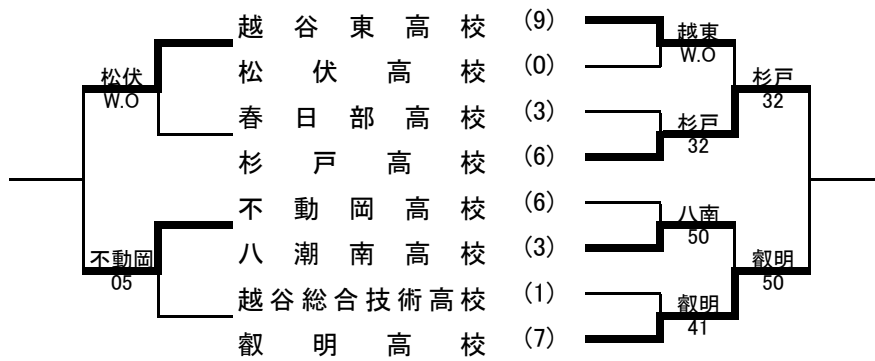 越谷東高校 (9)
越東
W.O
松伏高校 (0)
松伏
W.O
杉戸
32
春日部高校 (3)
杉戸
32
杉戸高校 (6)
不動岡高校 (6)
八南
50
八潮南高校 (3)
不動岡
05
叡明
50
越谷総合技術高校 (1)
叡明
41
叡明高校 (7)